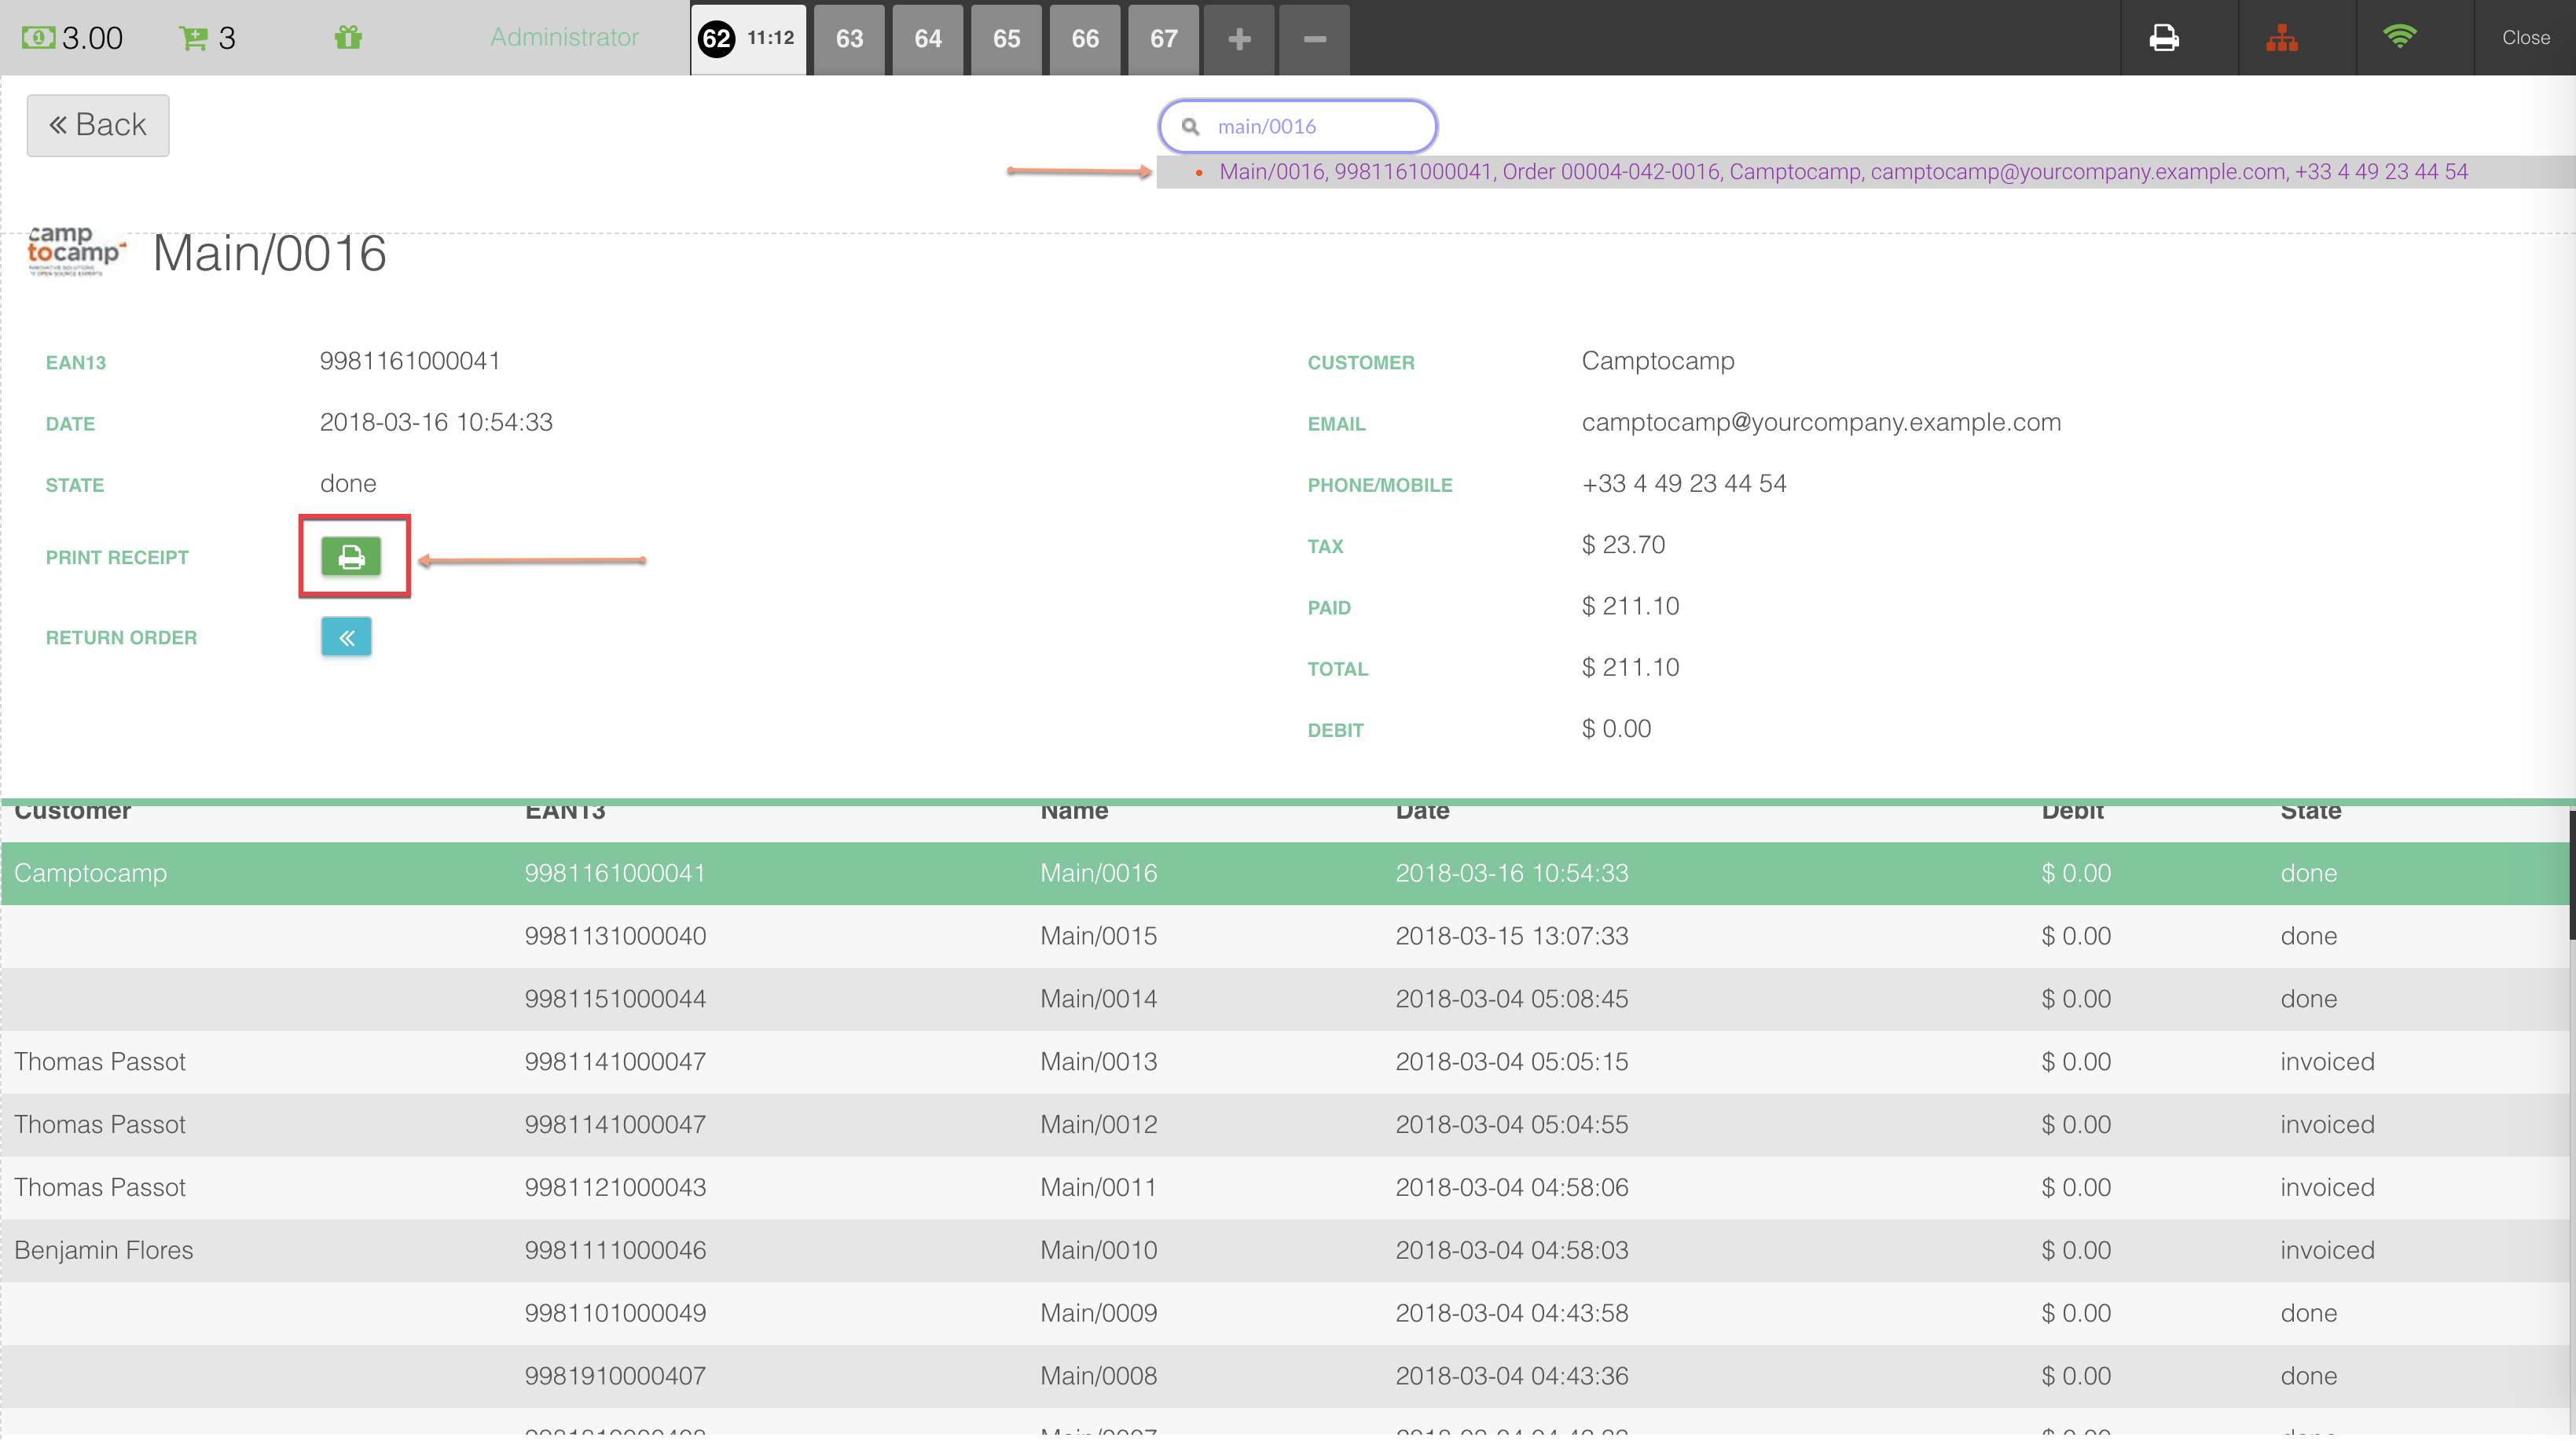 3.00 3 Administrator 62 11:12 63 64 65 66 67 + − Close
« Back
main/0016
• Main/0016, 9981161000041, Order 00004-042-0016, Camptocamp, camptocamp@yourcompany.example.com, +33 4 49 23 44 54
camp
tocamp
INNOVATIVE SOLUTIONS
BY OPEN SOURCE EXPERTS
Main/0016
EAN13 9981161000041
DATE 2018-03-16 10:54:33
STATE done
PRINT RECEIPT
RETURN ORDER
CUSTOMER Camptocamp
EMAIL camptocamp@yourcompany.example.com
PHONE/MOBILE +33 4 49 23 44 54
TAX $ 23.70
PAID $ 211.10
TOTAL $ 211.10
DEBIT $ 0.00
Customer EAN13 Name Date Debit State
Camptocamp 9981161000041 Main/0016 2018-03-16 10:54:33 $ 0.00 done
9981131000040 Main/0015 2018-03-15 13:07:33 $ 0.00 done
9981151000044 Main/0014 2018-03-04 05:08:45 $ 0.00 done
Thomas Passot 9981141000047 Main/0013 2018-03-04 05:05:15 $ 0.00 invoiced
Thomas Passot 9981141000047 Main/0012 2018-03-04 05:04:55 $ 0.00 invoiced
Thomas Passot 9981121000043 Main/0011 2018-03-04 04:58:06 $ 0.00 invoiced
Benjamin Flores 9981111000046 Main/0010 2018-03-04 04:58:03 $ 0.00 invoiced
9981101000049 Main/0009 2018-03-04 04:43:58 $ 0.00 done
9981910000407 Main/0008 2018-03-04 04:43:36 $ 0.00 done